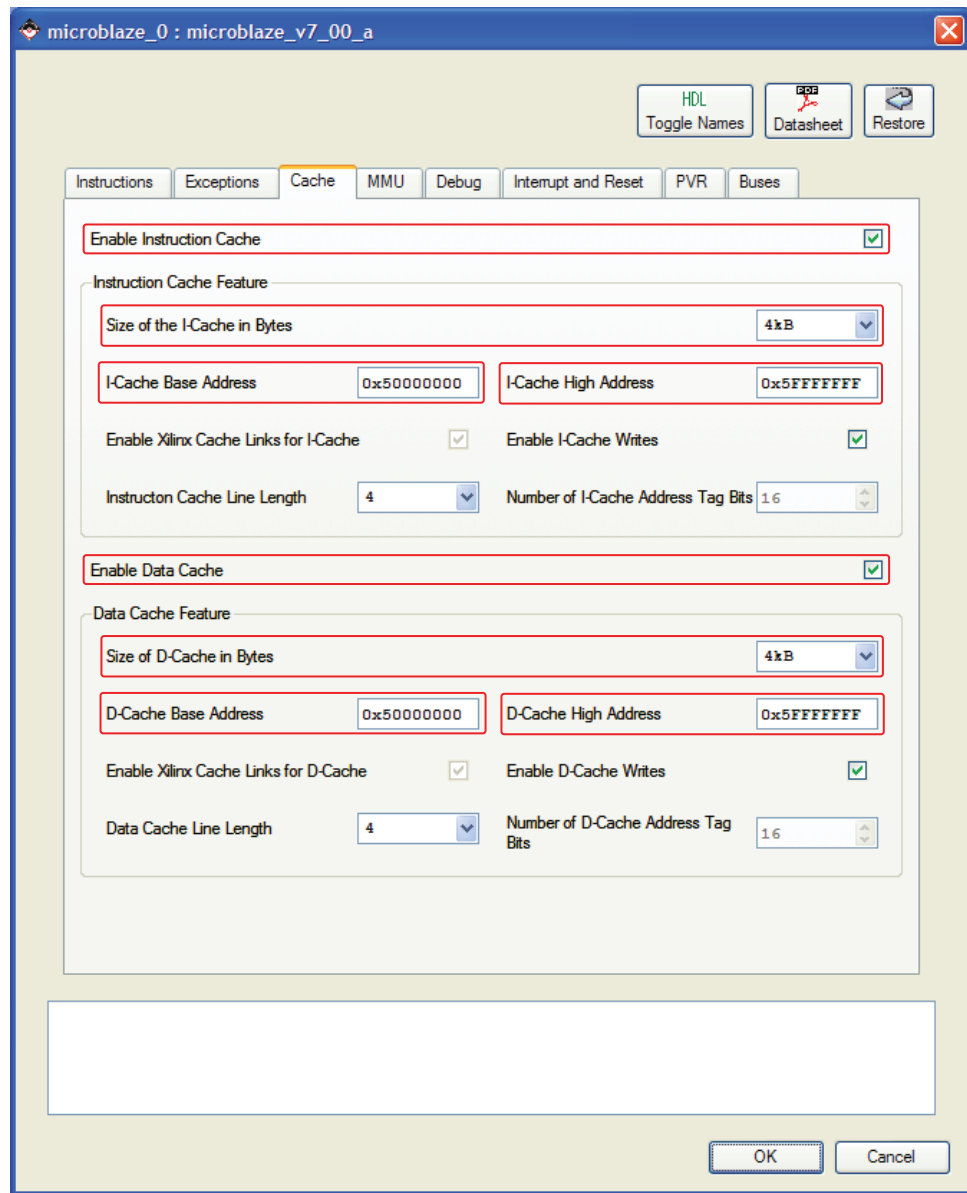 microblaze_0 : microblaze_v7_00_a
HDL
Toggle Names
PDF
Datasheet
Restore
Instructions
Exceptions
Cache
MMU
Debug
Interrupt and Reset
PVR
Buses
Enable Instruction Cache
Instruction Cache Feature
Size of the I-Cache in Bytes 4kB
I-Cache Base Address 0x50000000 I-Cache High Address 0x5FFFFFFF
Enable Xilinx Cache Links for I-Cache Enable I-Cache Writes
Instructon Cache Line Length 4 Number of I-Cache Address Tag Bits 16
Enable Data Cache
Data Cache Feature
Size of D-Cache in Bytes 4kB
D-Cache Base Address 0x50000000 D-Cache High Address 0x5FFFFFFF
Enable Xilinx Cache Links for D-Cache Enable D-Cache Writes
Data Cache Line Length 4 Number of D-Cache Address Tag
Bits 16
OK
Cancel